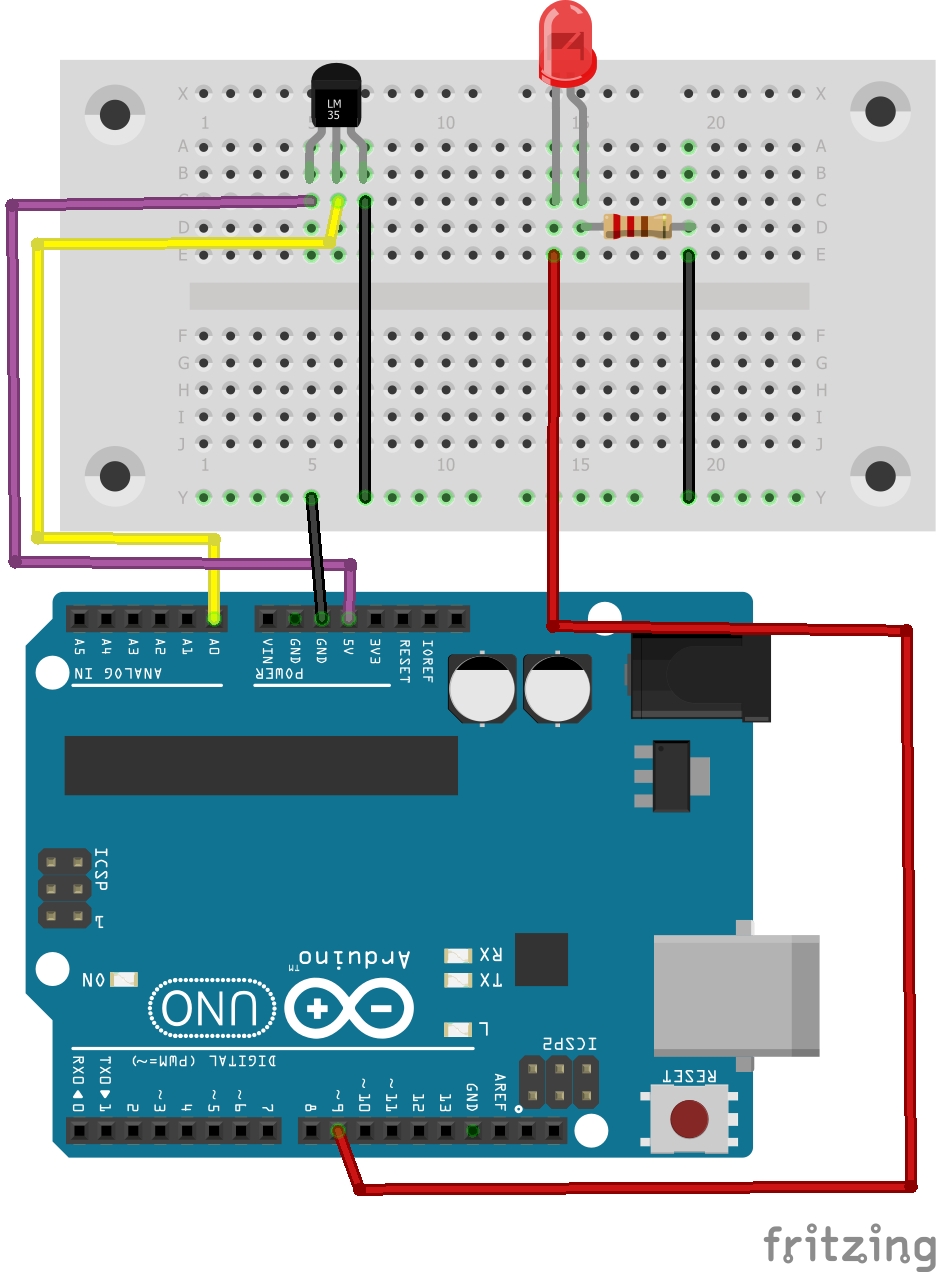 X X
1 5 10 15 20
LM
35
A A
B B
C C
D D
E E
F F
G G
H H
I I
J J
1 5 10 15 20
Y Y
A5 A4 A3 A2 A1 A0 VIN GND GND 5V 3V3 RESET IOREF
ANALOG IN POWER
ICSP
1
Arduino™
RX
ON
UNO
TX
L
ICSP2
DIGITAL (PWM=~)
RESET
RX0◀0 TX0▶1 2 ~3 4 ~5 ~6 7 8 ~9 ~10 ~11 12 13 GND AREF
fritzing